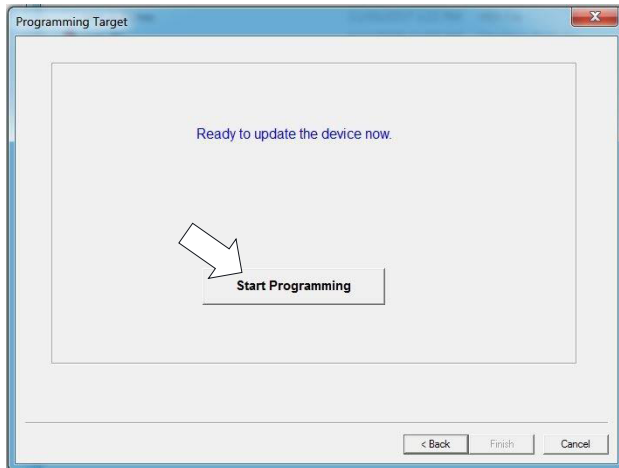 Programming Target
Ready to update the device now.
Start Programming
< Back Finish Cancel